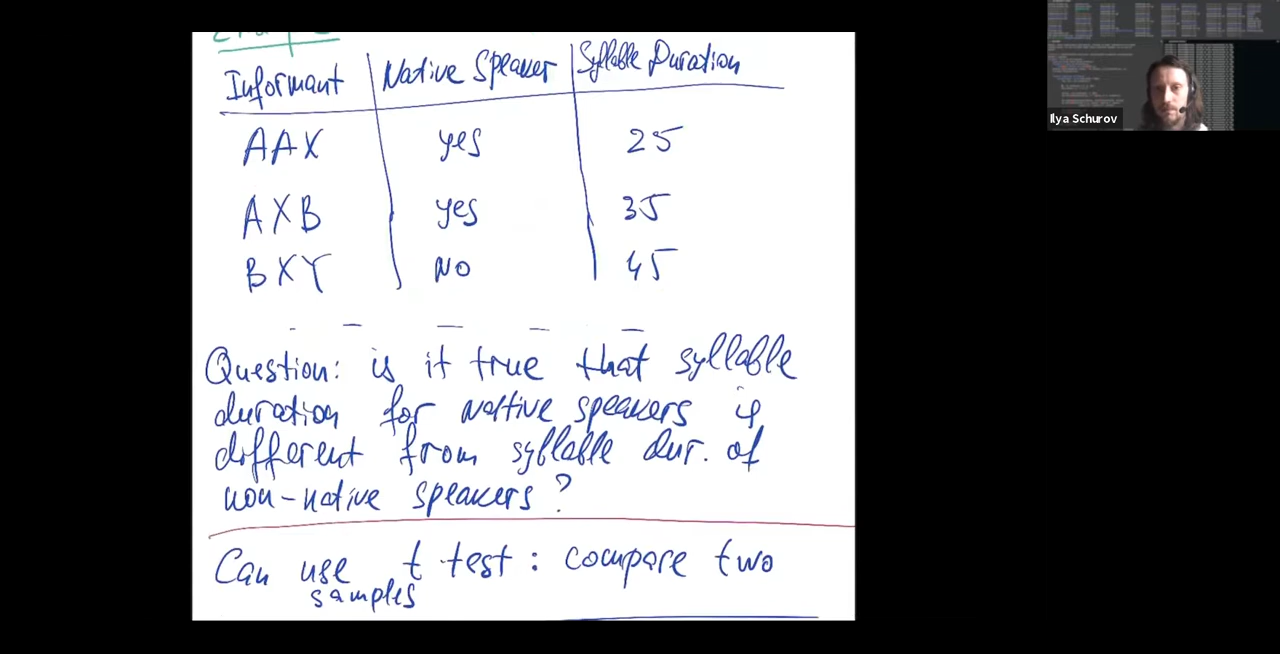 Informant Native Speaker Syllable Duration
AAX yes 25
AXB yes 35
BXY NO 45
Question: is it true that syllable
duration for native speakers is
different from syllable dur. of
non-native speakers?
Can use t test: compare two
samples
Ilya Schurov